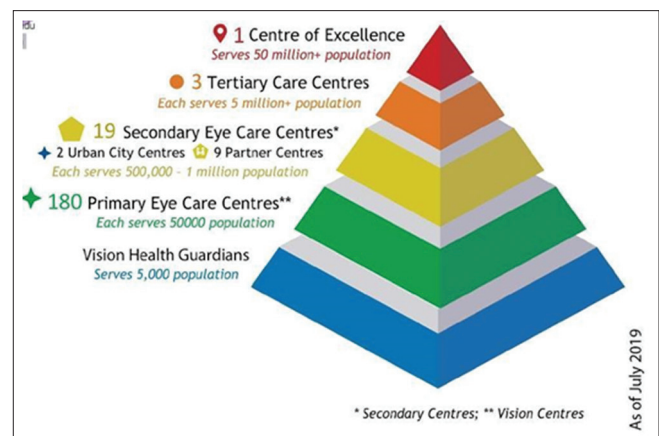 1 Centre of Excellence
Serves 50 million+ population
3 Tertiary Care Centres
Each serves 5 million+ population
19 Secondary Eye Care Centres*
2 Urban City Centres 9 Partner Centres
Each serves 500,000 - 1 million population
180 Primary Eye Care Centres**
Each serves 50000 population
Vision Health Guardians
Serves 5,000 population
* Secondary Centres; ** Vision Centres
As of July 2019